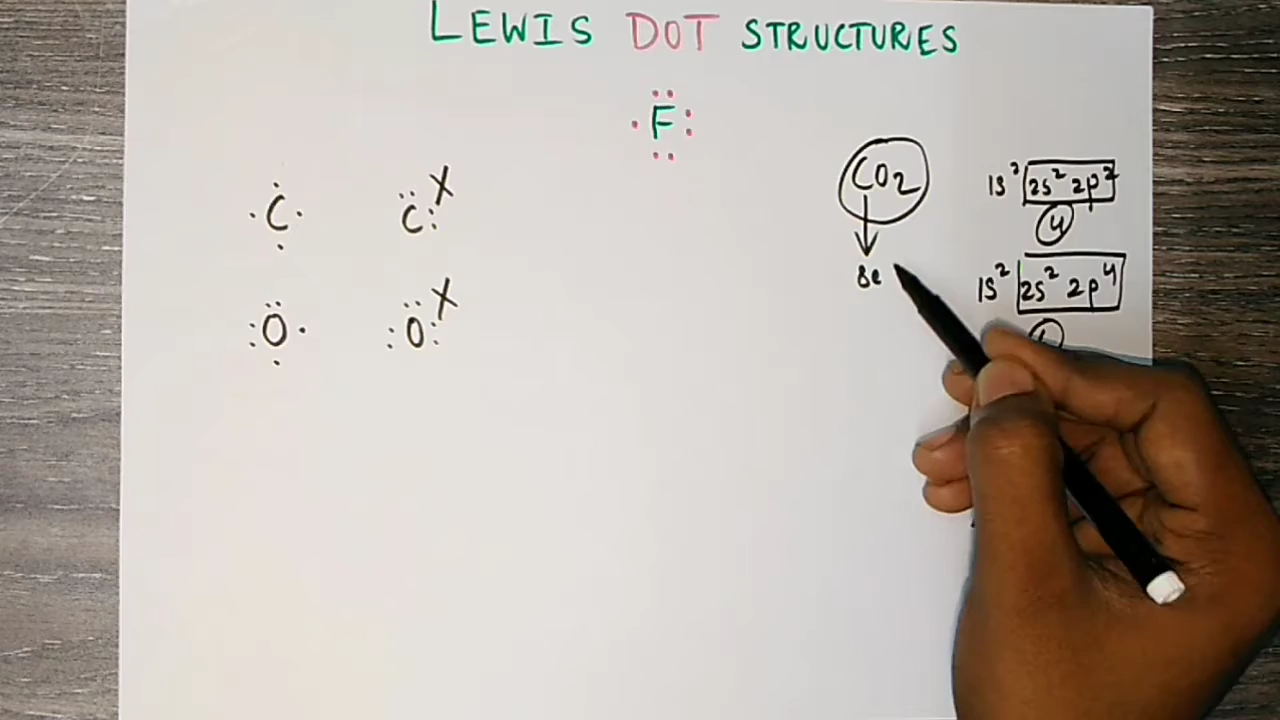 LEWIS DOT STRUCTURES
F
C C X
CO2 1s² 2s² 2p²
4
O O X
8e 1s² 2s² 2p⁴